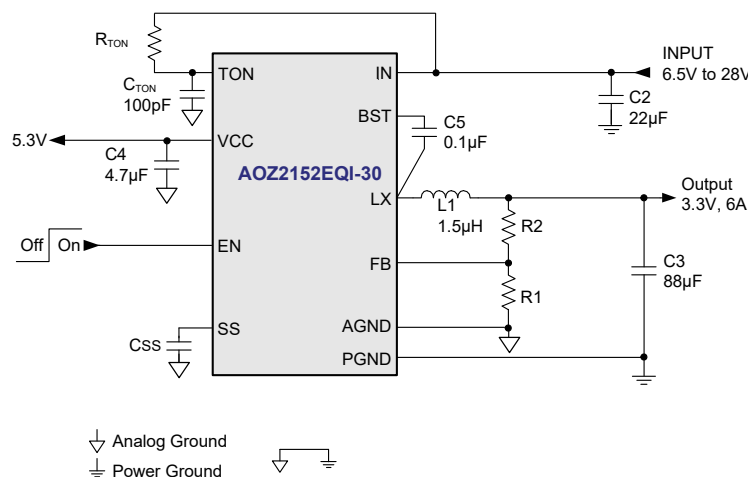 RTON
INPUT
6.5V to 28V
TON
IN
CTON
100pF
C2
22µF
BST
C5
0.1µF
5.3V
VCC
C4
4.7µF
AOZ2152EQI-30
LX
L1
1.5µH
Output
3.3V, 6A
R2
Off
On
EN
FB
C3
88µF
R1
SS
CSS
AGND
PGND
Analog Ground
Power Ground